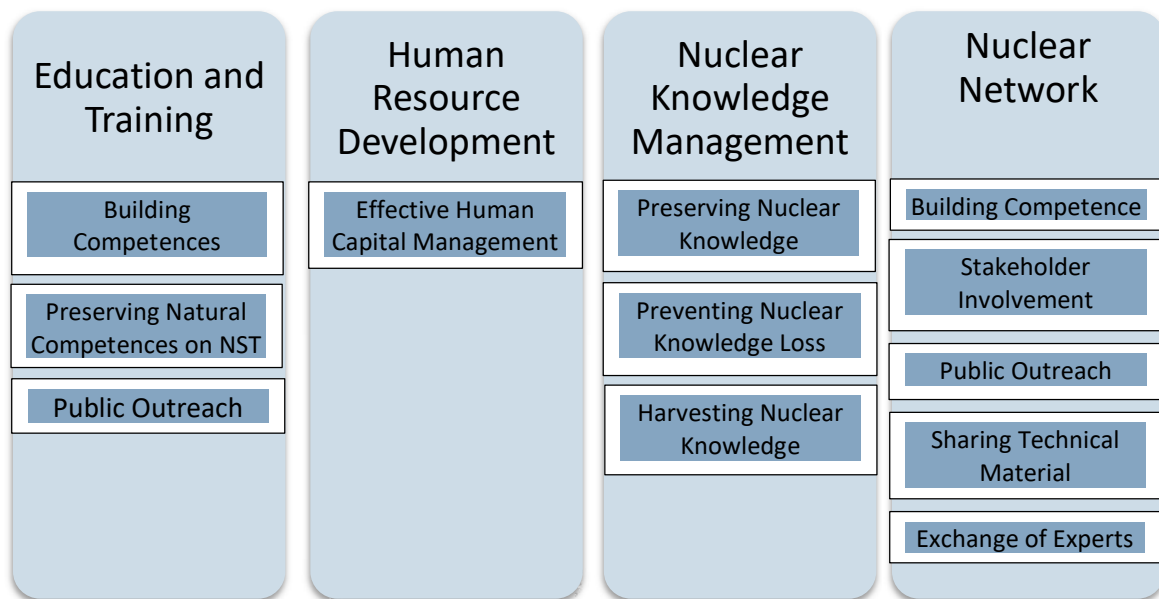 Education and
Training
Building
Competences
Preserving Natural
Competences on NST
Public Outreach
Human
Resource
Development
Effective Human
Capital Management
Nuclear
Knowledge
Management
Preserving Nuclear
Knowledge
Preventing Nuclear
Knowledge Loss
Harvesting Nuclear
Knowledge
Nuclear
Network
Building Competence
Stakeholder
Involvement
Public Outreach
Sharing Technical
Material
Exchange of Experts